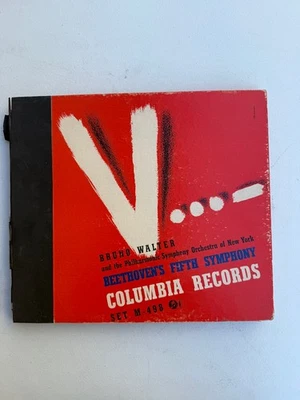 V...-
BRUNO WALTER
and the Philharmonic Symphony Orchestra of New York
BEETHOVEN'S FIFTH SYMPHONY
COLUMBIA RECORDS
SET M 498